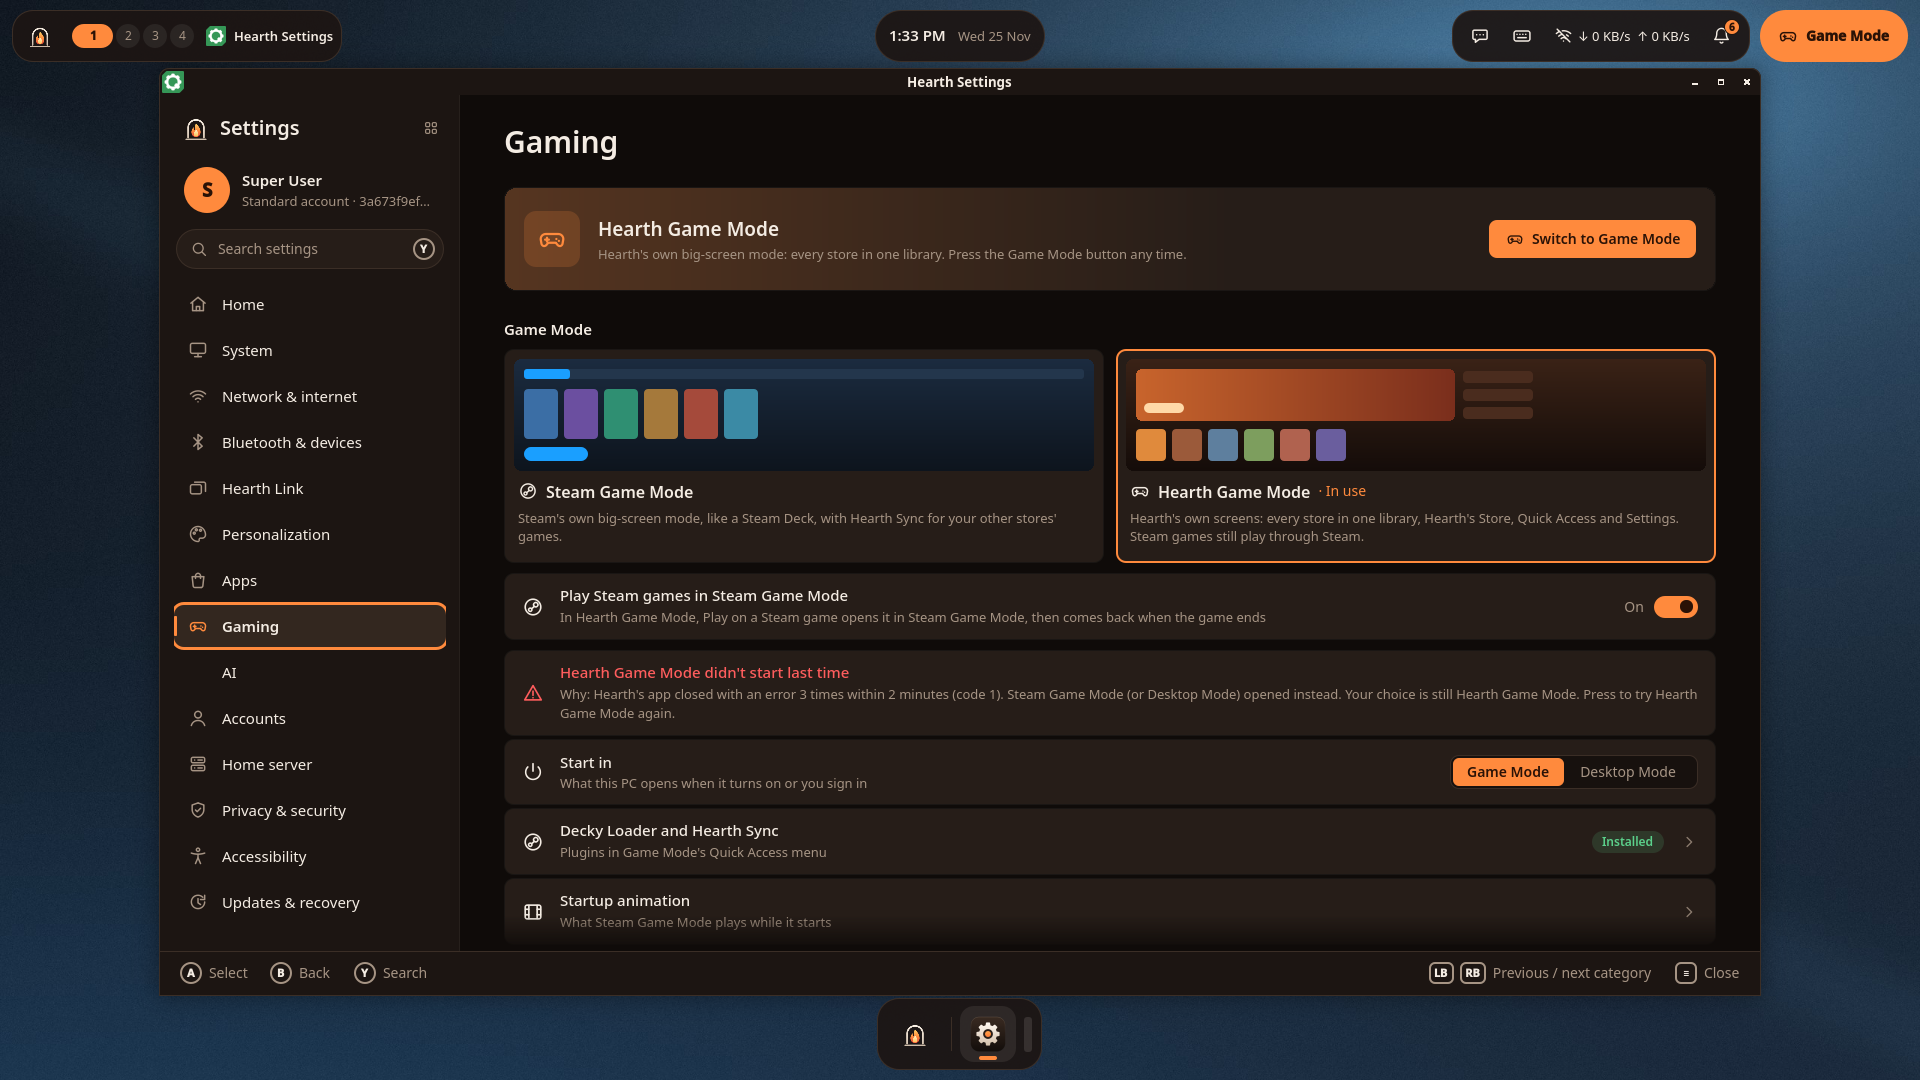 1 2 3 4 Hearth Settings
1:33 PM Wed 25 Nov
↓ 0 KB/s ↑ 0 KB/s
6
Game Mode
Hearth Settings
Settings
S
Super User
Standard account · 3a673f9ef...
Search settings Y
Home
System
Network & internet
Bluetooth & devices
Hearth Link
Personalization
Apps
Gaming
AI
Accounts
Home server
Privacy & security
Accessibility
Updates & recovery
Gaming
Hearth Game Mode
Hearth's own big-screen mode: every store in one library. Press the Game Mode button any time.
Switch to Game Mode
Game Mode
Steam Game Mode
Steam's own big-screen mode, like a Steam Deck, with Hearth Sync for your other stores'
games.
Hearth Game Mode · In use
Hearth's own screens: every store in one library, Hearth's Store, Quick Access and Settings.
Steam games still play through Steam.
Play Steam games in Steam Game Mode
In Hearth Game Mode, Play on a Steam game opens it in Steam Game Mode, then comes back when the game ends
On
Hearth Game Mode didn't start last time
Why: Hearth's app closed with an error 3 times within 2 minutes (code 1). Steam Game Mode (or Desktop Mode) opened instead. Your choice is still Hearth Game Mode. Press to try Hearth
Game Mode again.
Start in
What this PC opens when it turns on or you sign in
Game Mode Desktop Mode
Decky Loader and Hearth Sync
Plugins in Game Mode's Quick Access menu
Installed
Startup animation
What Steam Game Mode plays while it starts
A Select B Back Y Search
LB RB Previous / next category ≡ Close